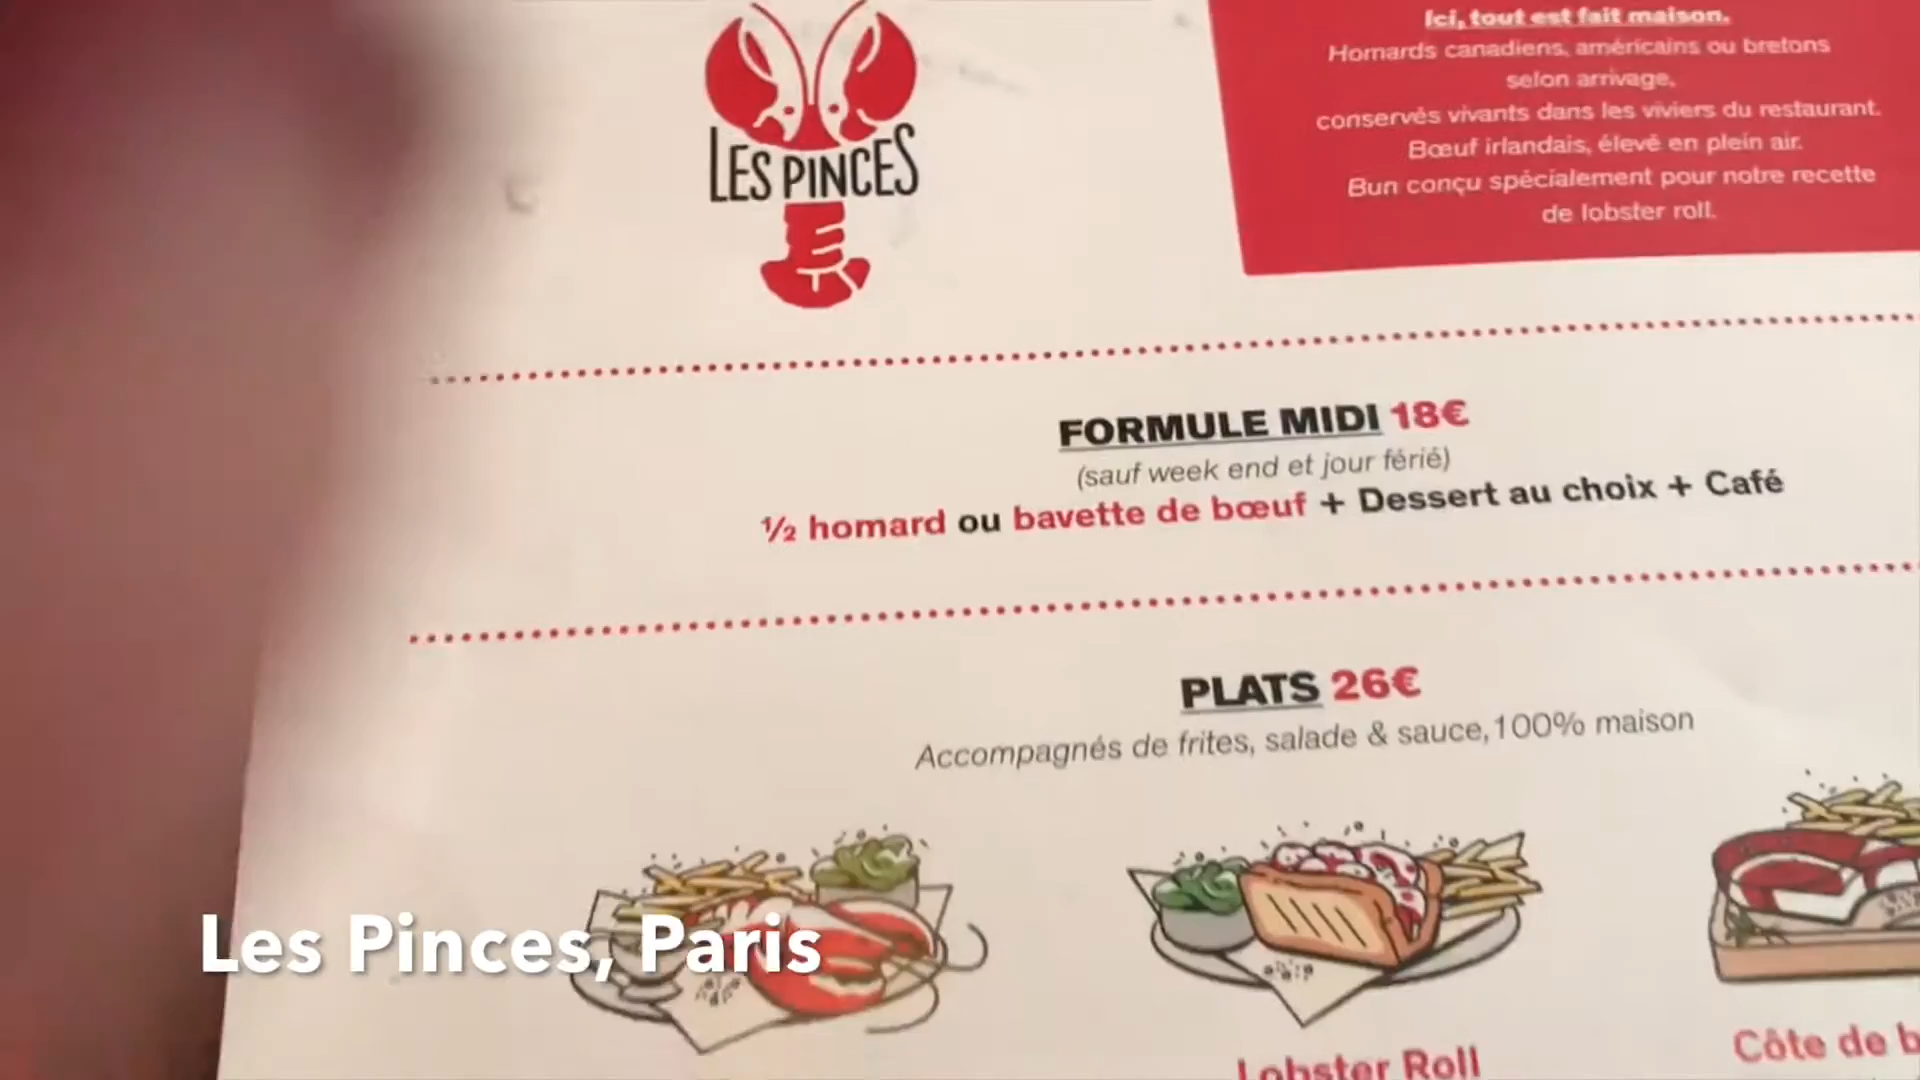 LES PINCES
Ici, tout est fait maison.
Homards canadiens, américains ou bretons
selon arrivage,
conservés vivants dans les viviers du restaurant.
Bœuf irlandais, élevé en plein air.
Bun conçu spécialement pour notre recette
de lobster roll.
FORMULE MIDI 18€
(sauf week end et jour férié)
½ homard ou bavette de bœuf + Dessert au choix + Café
PLATS 26€
Accompagnés de frites, salade & sauce, 100% maison
Les Pinces, Paris
Lobster Roll
Côte de b